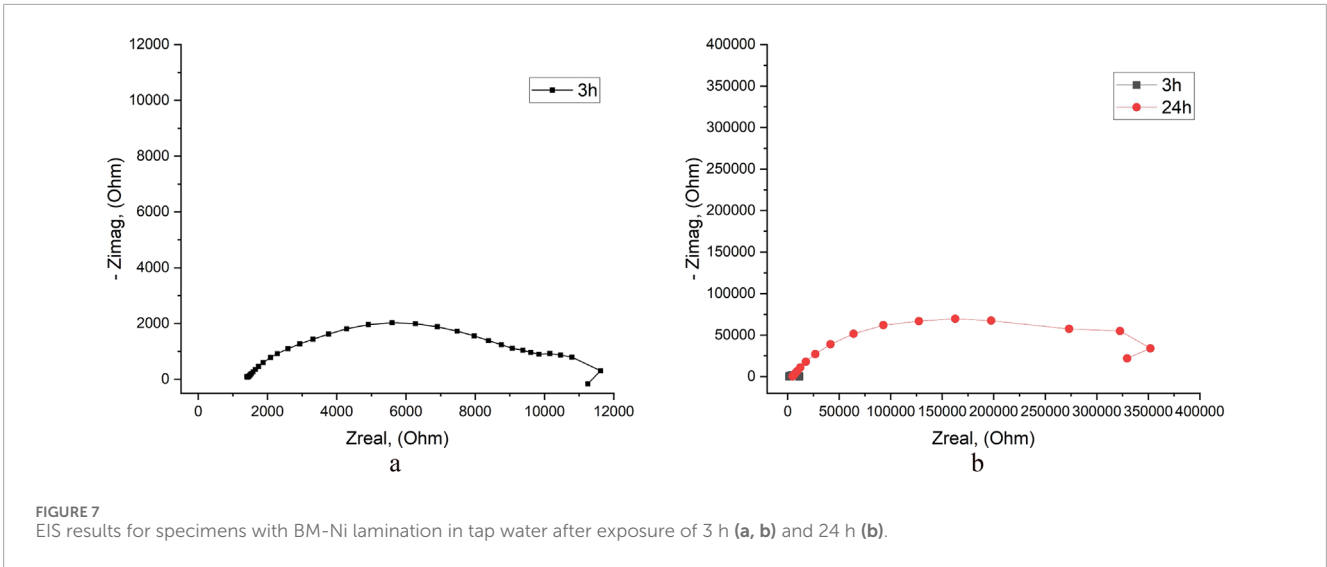 12000
10000
8000
6000
4000
2000
0
- Zimag, (Ohm)
3h
0 2000 4000 6000 8000 10000 12000
Zreal, (Ohm)
a
400000
350000
300000
250000
200000
150000
100000
50000
0
- Zimag, (Ohm)
3h
24h
0 50000 100000 150000 200000 250000 300000 350000 400000
Zreal, (Ohm)
b
FIGURE 7
EIS results for specimens with BM-Ni lamination in tap water after exposure of 3 h (a, b) and 24 h (b).